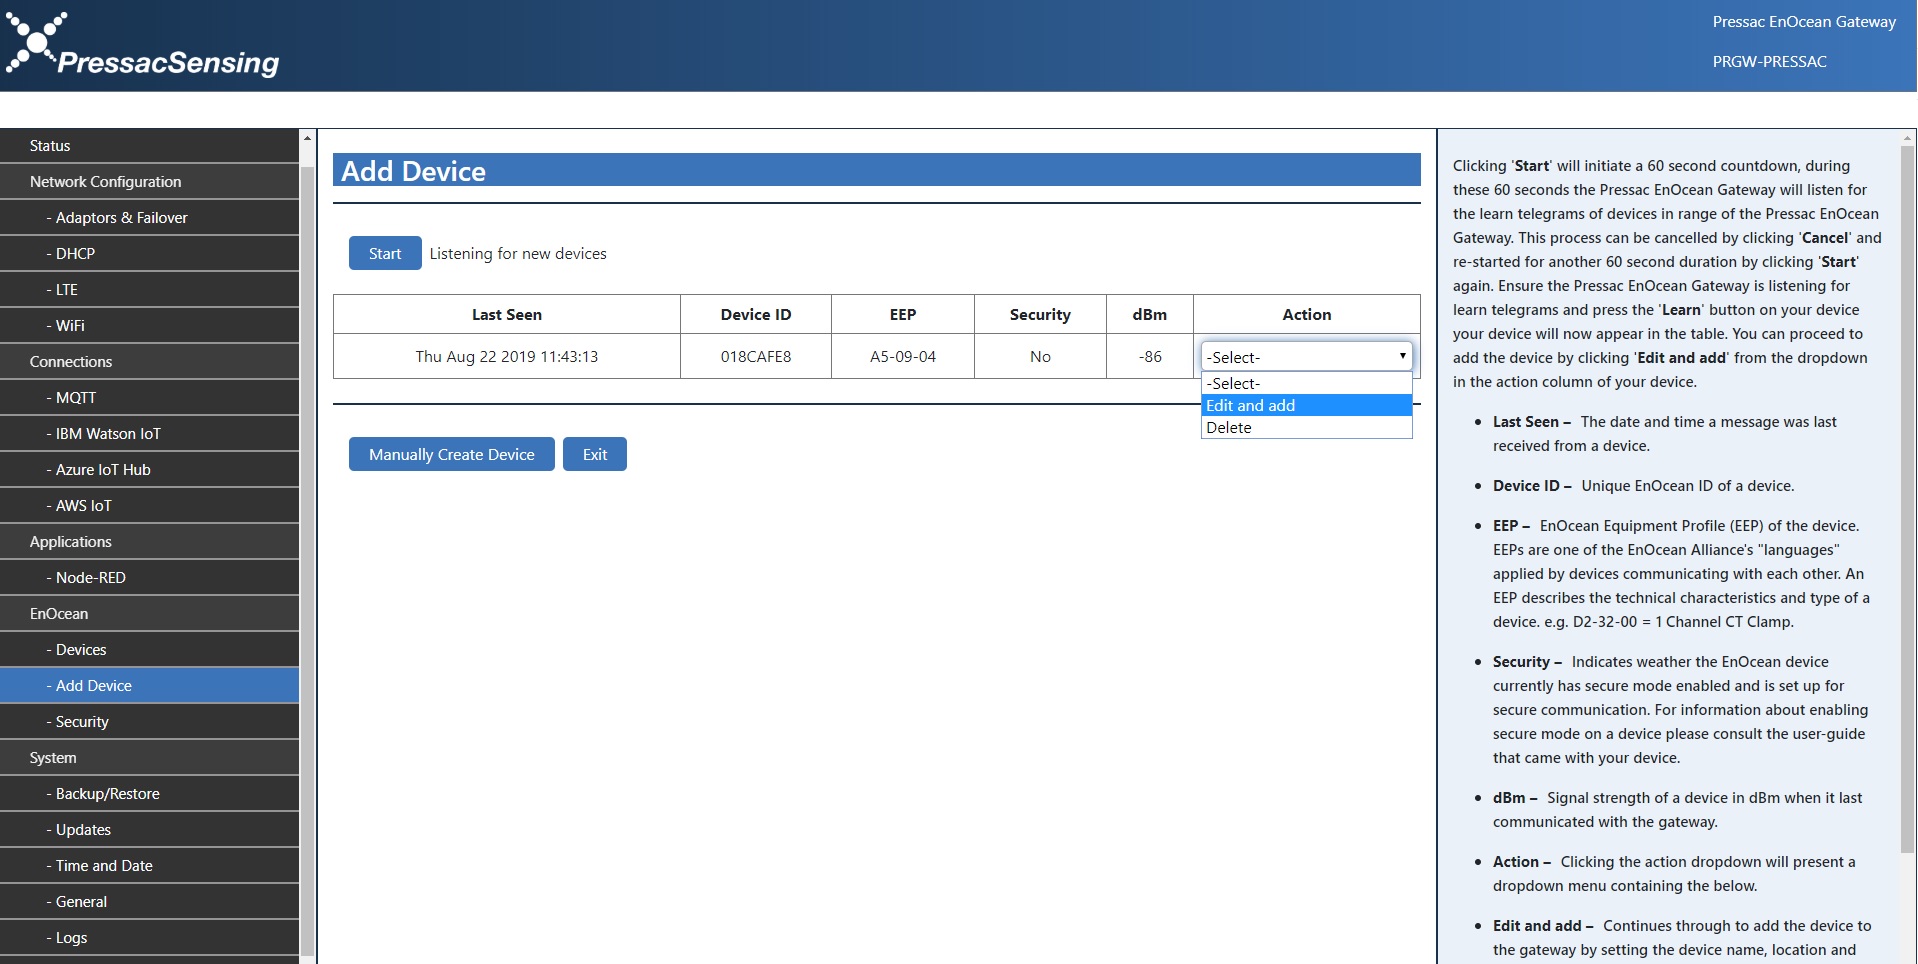 PressacSensing
Pressac EnOcean Gateway
PRGW-PRESSAC
Status
Network Configuration
- Adaptors & Failover
- DHCP
- LTE
- WiFi
Connections
- MQTT
- IBM Watson IoT
- Azure IoT Hub
- AWS IoT
Applications
- Node-RED
EnOcean
- Devices
- Add Device
- Security
System
- Backup/Restore
- Updates
- Time and Date
- General
- Logs
Add Device
Start Listening for new devices
Last Seen Device ID EEP Security dBm Action
Thu Aug 22 2019 11:43:13 018CAFE8 A5-09-04 No -86 -Select-
-Select-
Edit and add
Delete
Manually Create Device Exit
Clicking 'Start' will initiate a 60 second countdown, during
these 60 seconds the Pressac EnOcean Gateway will listen for
the learn telegrams of devices in range of the Pressac EnOcean
Gateway. This process can be cancelled by clicking 'Cancel' and
re-started for another 60 second duration by clicking 'Start'
again. Ensure the Pressac EnOcean Gateway is listening for
learn telegrams and press the 'Learn' button on your device
your device will now appear in the table. You can proceed to
add the device by clicking 'Edit and add' from the dropdown
in the action column of your device.
• Last Seen – The date and time a message was last
received from a device.
• Device ID – Unique EnOcean ID of a device.
• EEP – EnOcean Equipment Profile (EEP) of the device.
EEPs are one of the EnOcean Alliance's "languages"
applied by devices communicating with each other. An
EEP describes the technical characteristics and type of a
device. e.g. D2-32-00 = 1 Channel CT Clamp.
• Security – Indicates weather the EnOcean device
currently has secure mode enabled and is set up for
secure communication. For information about enabling
secure mode on a device please consult the user-guide
that came with your device.
• dBm – Signal strength of a device in dBm when it last
communicated with the gateway.
• Action – Clicking the action dropdown will present a
dropdown menu containing the below.
• Edit and add – Continues through to add the device to
the gateway by setting the device name, location and